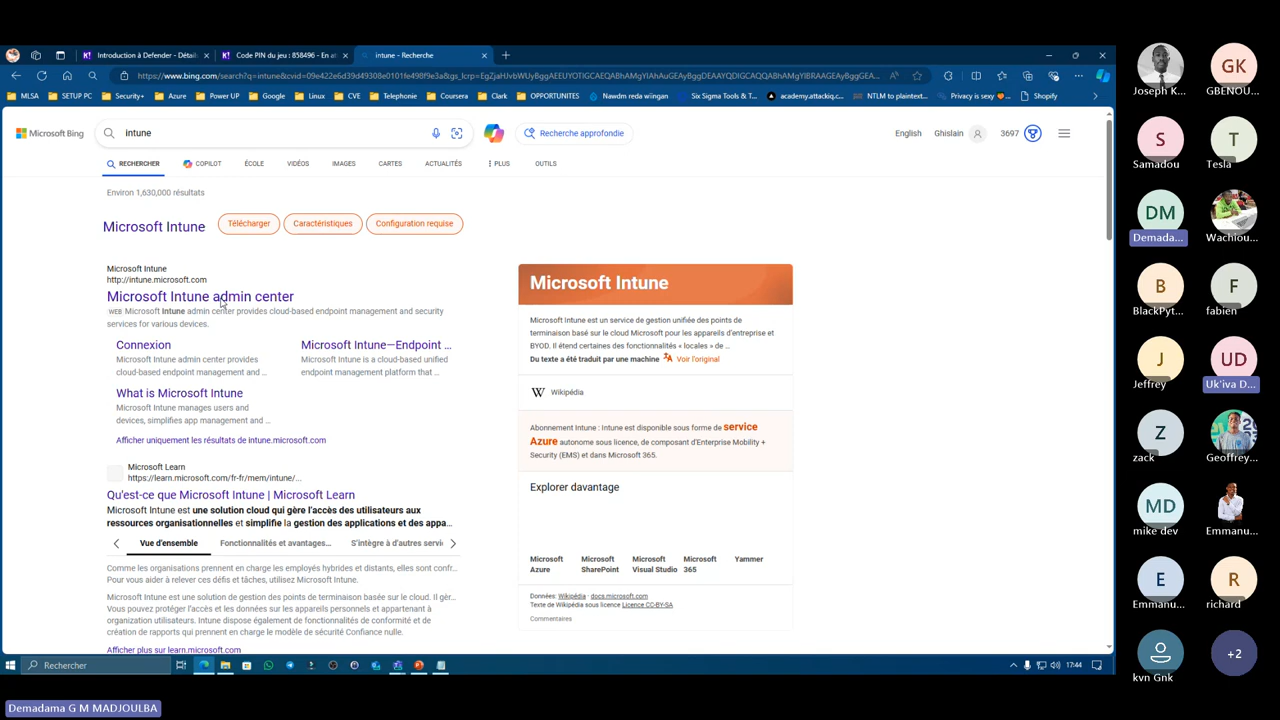 Introduction à Defender - Détail
Code PIN du jeu : 858496 - En at
intune - Recherche
MLSA
SETUP PC
Security+
Azure
Power UP
Google
Linux
CVE
Telephonie
Coursera
Clark
OPPORTUNITES
Nawdm reda wiingan
Six Sigma Tools & T...
academy.attackiq.c...
NTLM to plaintext...
Privacy is sexy
Shopify
Microsoft Bing
intune
Recherche approfondie
English
Ghislain
3697
RECHERCHER
COPILOT
ÉCOLE
VIDÉOS
IMAGES
CARTES
ACTUALITÉS
PLUS
OUTILS
Environ 1,630,000 résultats
Microsoft Intune
Télécharger
Caractéristiques
Configuration requise
Microsoft Intune
http://intune.microsoft.com
Microsoft Intune admin center
WEB Microsoft Intune admin center provides cloud-based endpoint management and security
services for various devices.
Connexion
Microsoft Intune admin center provides
cloud-based endpoint management and ...
Microsoft Intune—Endpoint ...
Microsoft Intune is a cloud-based unified
endpoint management platform that ...
What is Microsoft Intune
Microsoft Intune manages users and
devices, simplifies app management and ...
Afficher uniquement les résultats de intune.microsoft.com
Microsoft Learn
https://learn.microsoft.com/fr-fr/mem/intune/...
Qu'est-ce que Microsoft Intune | Microsoft Learn
Microsoft Intune est une solution cloud qui gère l'accès des utilisateurs aux
ressources organisationnelles et simplifie la gestion des applications et des appa...
Vue d'ensemble
Fonctionnalités et avantages...
S'intègre à d'autres servi
Comme les organisations prennent en charge les employés hybrides et distants, elles sont confr...
Pour vous aider à relever ces défis et tâches, utilisez Microsoft Intune.
Microsoft Intune est une solution de gestion des points de terminaison basée sur le cloud. Il gèr...
Vous pouvez protéger l'accès et les données sur les appareils personnels et appartenant à
organization utilisateurs. Intune dispose également de fonctionnalités de conformité et de
création de rapports qui prennent en charge le modèle de sécurité Confiance nulle.
Afficher plus sur learn.microsoft.com
Microsoft Intune
Microsoft Intune est un service de gestion unifiée des points de
terminaison basé sur le cloud Microsoft pour les appareils d'entreprise et
BYOD. Il étend certaines des fonctionnalités « locales » de ...
Du texte a été traduit par une machine Voir l'original
Wikipédia
Abonnement Intune : Intune est disponible sous forme de service
Azure autonome sous licence, de composant d'Enterprise Mobility +
Security (EMS) et dans Microsoft 365.
Explorer davantage
Microsoft Azure
Microsoft SharePoint
Microsoft Visual Studio
Microsoft 365
Yammer
Données: Wikipédia · docs.microsoft.com
Texte de Wikipédia sous licence Licence CC-BY-SA
Commentaires
Rechercher
17:44
Joseph K...
GK
GBENOU...
S
Samadou
T
Tesla
DM
Demada...
Wachiou...
B
BlackPyt...
F
fabien
J
Jeffrey
UD
Uk'iva D...
Z
zack
Geoffrey...
MD
mike dev
Emmanu...
E
Emmanu...
R
richard
kvn Gnk
+2
Demadama G M MADJOULBA